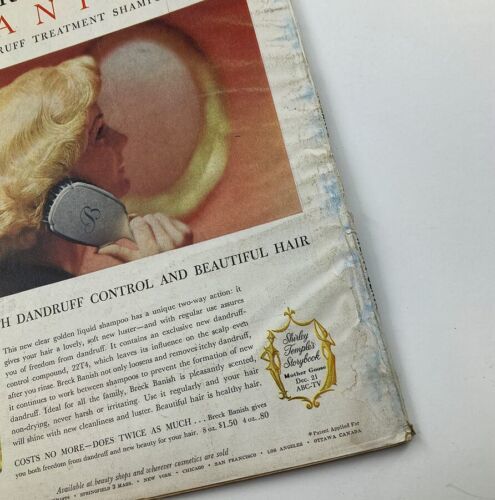 ANI
RUFF TREATMENT SHAMP
H DANDRUFF CONTROL AND BEAUTIFUL HAIR
This new clear golden liquid shampoo has a unique two-way action: it
gives your hair a lovely, soft new luster—and with regular use assures
you of freedom from dandruff. It contains an exclusive new dandruff-
control compound, 22T4, which leaves its influence on the scalp even
after you rinse. Breck Banish not only loosens and removes itchy dandruff,
it continues to work between shampoos to prevent the formation of new
dandruff. Ideal for all the family, Breck Banish is pleasantly scented,
non-drying, never harsh or irritating. Use it regularly and your hair
will shine with new cleanliness and luster. Beautiful hair is healthy hair.
COSTS NO MORE—DOES TWICE AS MUCH . . . Breck Banish gives
you both freedom from dandruff and new beauty for your hair. 8 oz. $1.50 4 oz. .80
Available at beauty shops and wherever cosmetics are sold
SPRINGFIELD 3 MASS. • NEW YORK • CHICAGO • SAN FRANCISCO • LOS ANGELES • OTTAWA CANADA
*Patent Applied For
Shirley
Temple's
Storybook
Mother Goose
Dec. 21
ABC-TV